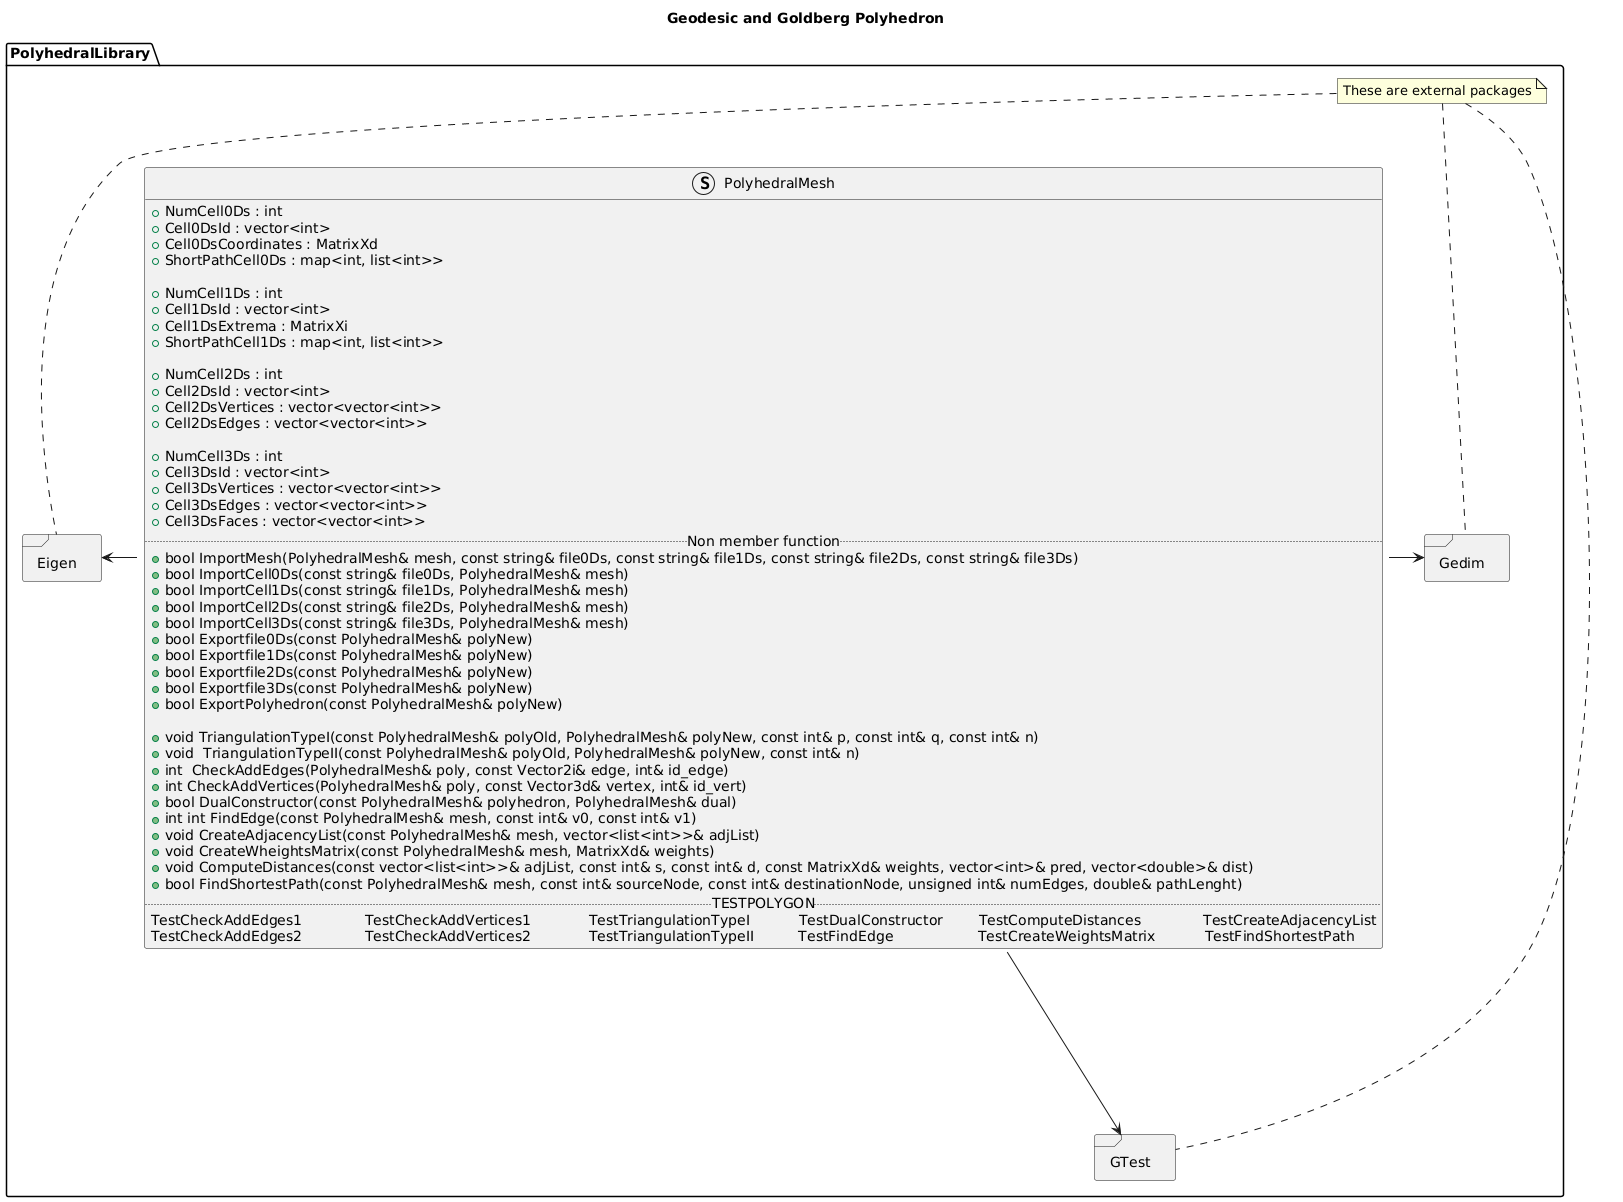 Geodesic and Goldberg Polyhedron
PolyhedralLibrary
These are external packages
S PolyhedralMesh
NumCell0Ds : int
Cell0DsId : vector<int>
Cell0DsCoordinates : MatrixXd
ShortPathCell0Ds : map<int, list<int>>
NumCell1Ds : int
Cell1DsId : vector<int>
Cell1DsExtrema : MatrixXi
ShortPathCell1Ds : map<int, list<int>>
NumCell2Ds : int
Cell2DsId : vector<int>
Cell2DsVertices : vector<vector<int>>
Cell2DsEdges : vector<vector<int>>
NumCell3Ds : int
Cell3DsId : vector<int>
Cell3DsVertices : vector<vector<int>>
Cell3DsEdges : vector<vector<int>>
Cell3DsFaces : vector<vector<int>>
Non member function
bool ImportMesh(PolyhedralMesh& mesh, const string& file0Ds, const string& file1Ds, const string& file2Ds, const string& file3Ds)
bool ImportCell0Ds(const string& file0Ds, PolyhedralMesh& mesh)
bool ImportCell1Ds(const string& file1Ds, PolyhedralMesh& mesh)
bool ImportCell2Ds(const string& file2Ds, PolyhedralMesh& mesh)
bool ImportCell3Ds(const string& file3Ds, PolyhedralMesh& mesh)
bool Exportfile0Ds(const PolyhedralMesh& polyNew)
bool Exportfile1Ds(const PolyhedralMesh& polyNew)
bool Exportfile2Ds(const PolyhedralMesh& polyNew)
bool Exportfile3Ds(const PolyhedralMesh& polyNew)
bool ExportPolyhedron(const PolyhedralMesh& polyNew)
void TriangulationTypeI(const PolyhedralMesh& polyOld, PolyhedralMesh& polyNew, const int& p, const int& q, const int& n)
void  TriangulationTypeII(const PolyhedralMesh& polyOld, PolyhedralMesh& polyNew, const int& n)
int  CheckAddEdges(PolyhedralMesh& poly, const Vector2i& edge, int& id_edge)
int CheckAddVertices(PolyhedralMesh& poly, const Vector3d& vertex, int& id_vert)
bool DualConstructor(const PolyhedralMesh& polyhedron, PolyhedralMesh& dual)
int int FindEdge(const PolyhedralMesh& mesh, const int& v0, const int& v1)
void CreateAdjacencyList(const PolyhedralMesh& mesh, vector<list<int>>& adjList)
void CreateWheightsMatrix(const PolyhedralMesh& mesh, MatrixXd& weights)
void ComputeDistances(const vector<list<int>>& adjList, const int& s, const int& d, const MatrixXd& weights, vector<int>& pred, vector<double>& dist)
bool FindShortestPath(const PolyhedralMesh& mesh, const int& sourceNode, const int& destinationNode, unsigned int& numEdges, double& pathLenght)
TESTPOLYGON
TestCheckAddEdges1 TestCheckAddVertices1 TestTriangulationTypeI TestDualConstructor TestComputeDistances TestCreateAdjacencyList
TestCheckAddEdges2 TestCheckAddVertices2 TestTriangulationTypeII TestFindEdge TestCreateWeightsMatrix TestFindShortestPath
Eigen
Gedim
GTest